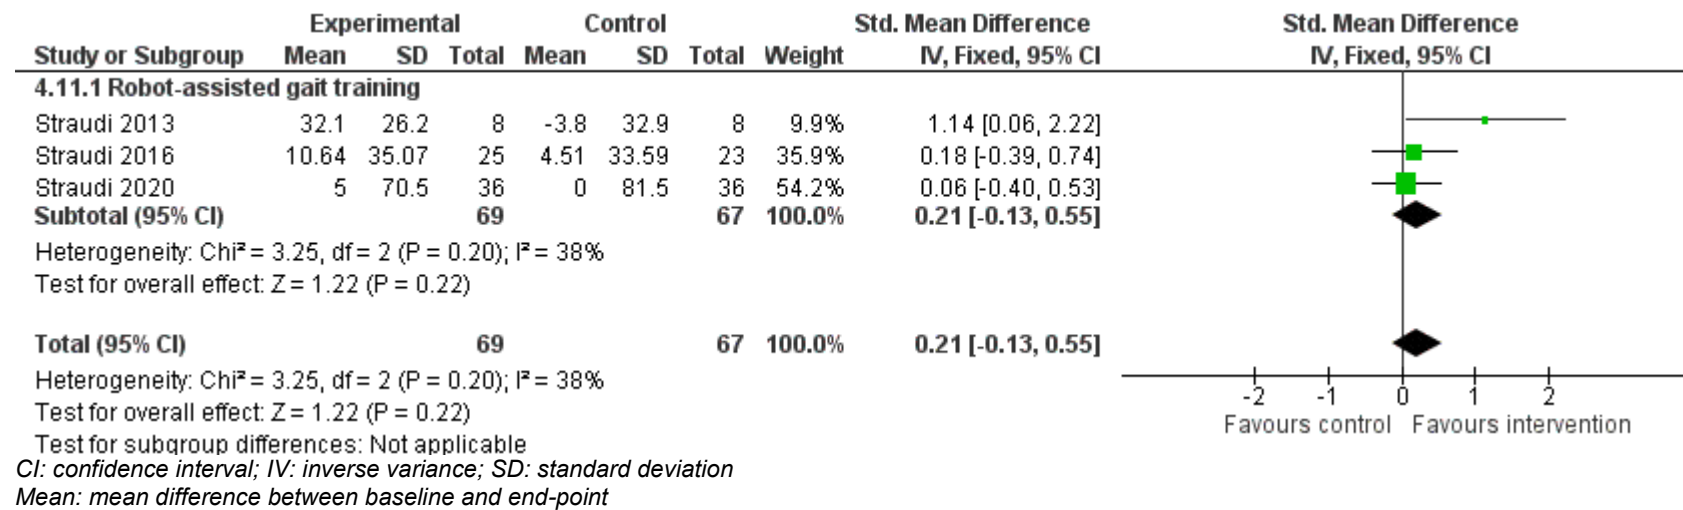 Experimental Control Std. Mean Difference Std. Mean Difference
Study or Subgroup Mean SD Total Mean SD Total Weight IV, Fixed, 95% CI IV, Fixed, 95% CI
4.11.1 Robot-assisted gait training
Straudi 2013 32.1 26.2 8 -3.8 32.9 8 9.9% 1.14 [0.06, 2.22]
Straudi 2016 10.64 35.07 25 4.51 33.59 23 35.9% 0.18 [-0.39, 0.74]
Straudi 2020 5 70.5 36 0 81.5 36 54.2% 0.06 [-0.40, 0.53]
Subtotal (95% CI) 69 67 100.0% 0.21 [-0.13, 0.55]
Heterogeneity: Chi² = 3.25, df = 2 (P = 0.20); I² = 38%
Test for overall effect: Z = 1.22 (P = 0.22)
Total (95% CI) 69 67 100.0% 0.21 [-0.13, 0.55]
Heterogeneity: Chi² = 3.25, df = 2 (P = 0.20); I² = 38%
Test for overall effect: Z = 1.22 (P = 0.22)
Test for subgroup differences: Not applicable
-2 -1 0 1 2
Favours control Favours intervention
CI: confidence interval; IV: inverse variance; SD: standard deviation
Mean: mean difference between baseline and end-point